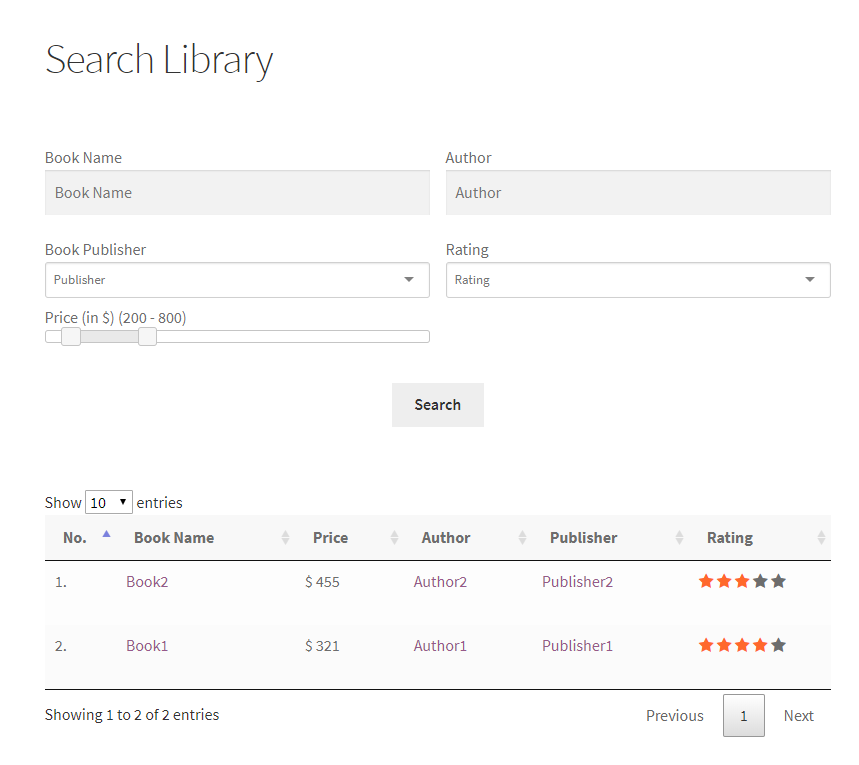 Search Library
Book Name Author
Book Name Author
Book Publisher Rating
Publisher Rating
Price (in $) (200 - 800)
Search
Show 10 entries
No. Book Name Price Author Publisher Rating
1. Book2 $ 455 Author2 Publisher2
2. Book1 $ 321 Author1 Publisher1
Showing 1 to 2 of 2 entries Previous 1 Next